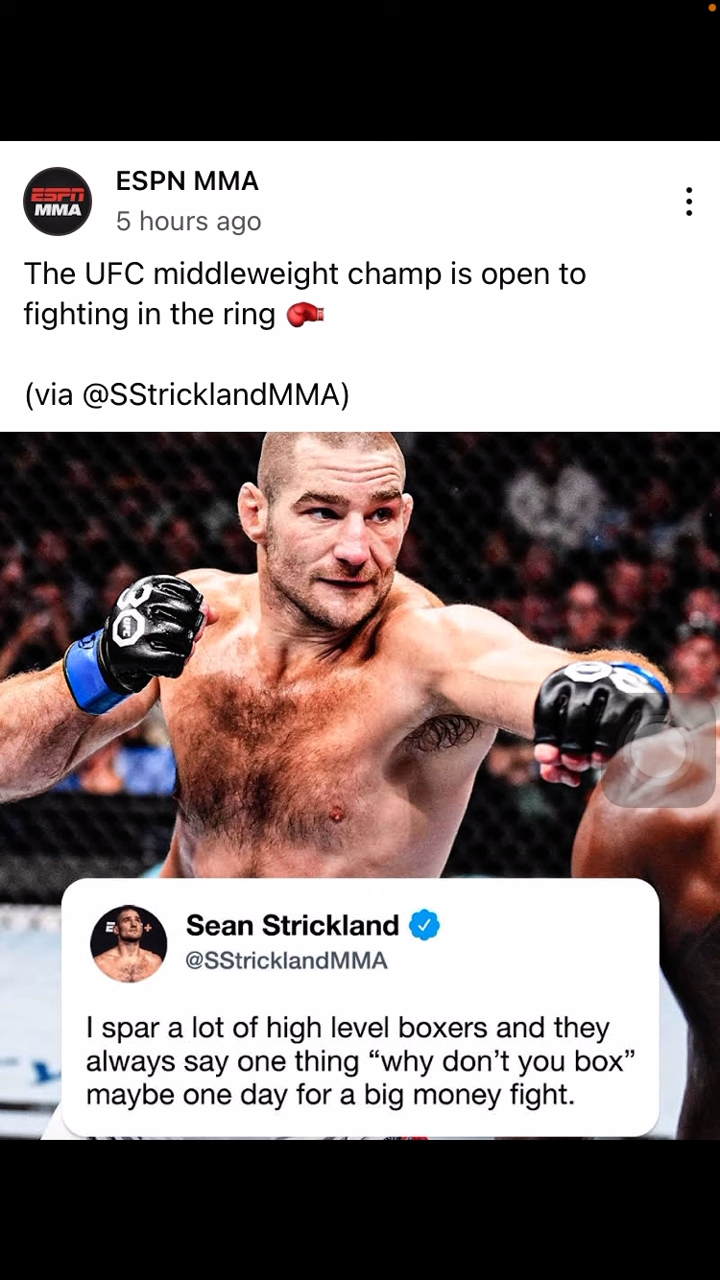 ESPN
MMA
ESPN MMA
5 hours ago
The UFC middleweight champ is open to
fighting in the ring 🥊
(via @SStricklandMMA)
Sean Strickland
@SStricklandMMA
I spar a lot of high level boxers and they
always say one thing “why don’t you box”
maybe one day for a big money fight.